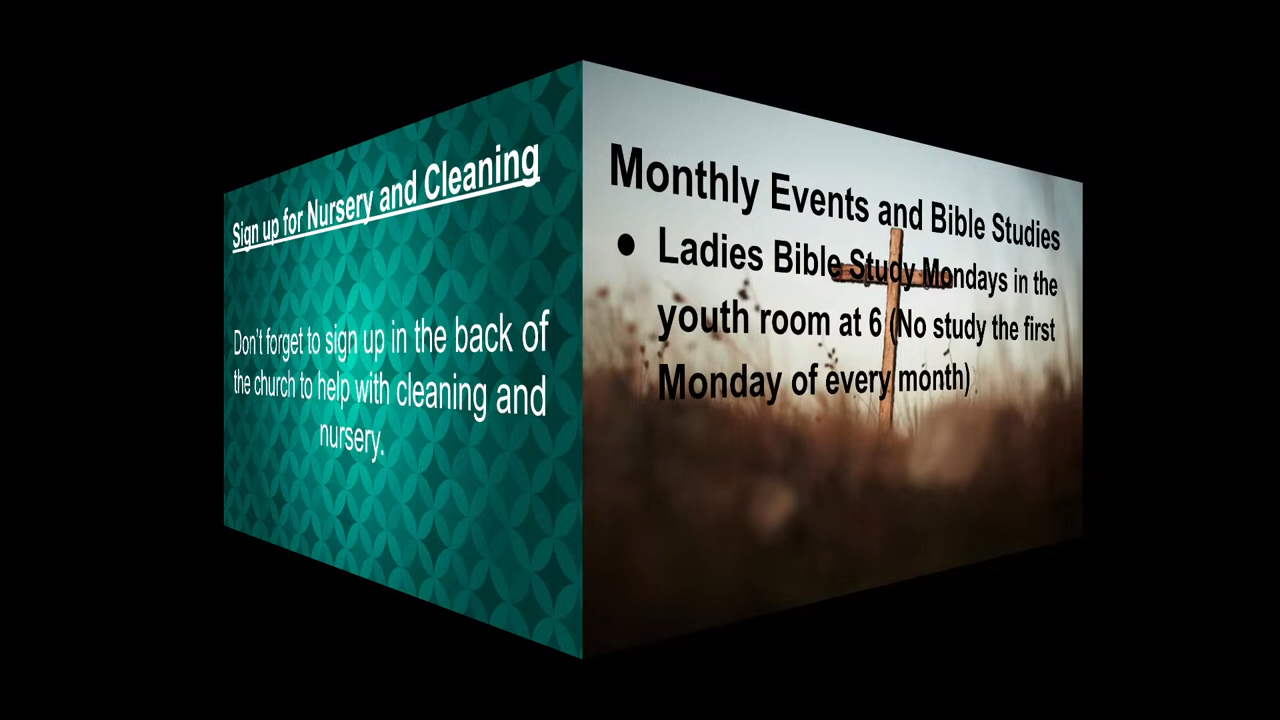 Sign up for Nursery and Cleaning
Don't forget to sign up in the back of
the church to help with cleaning and
nursery.
Monthly Events and Bible Studies
● Ladies Bible Study Mondays in the
youth room at 6 (No study the first
Monday of every month)